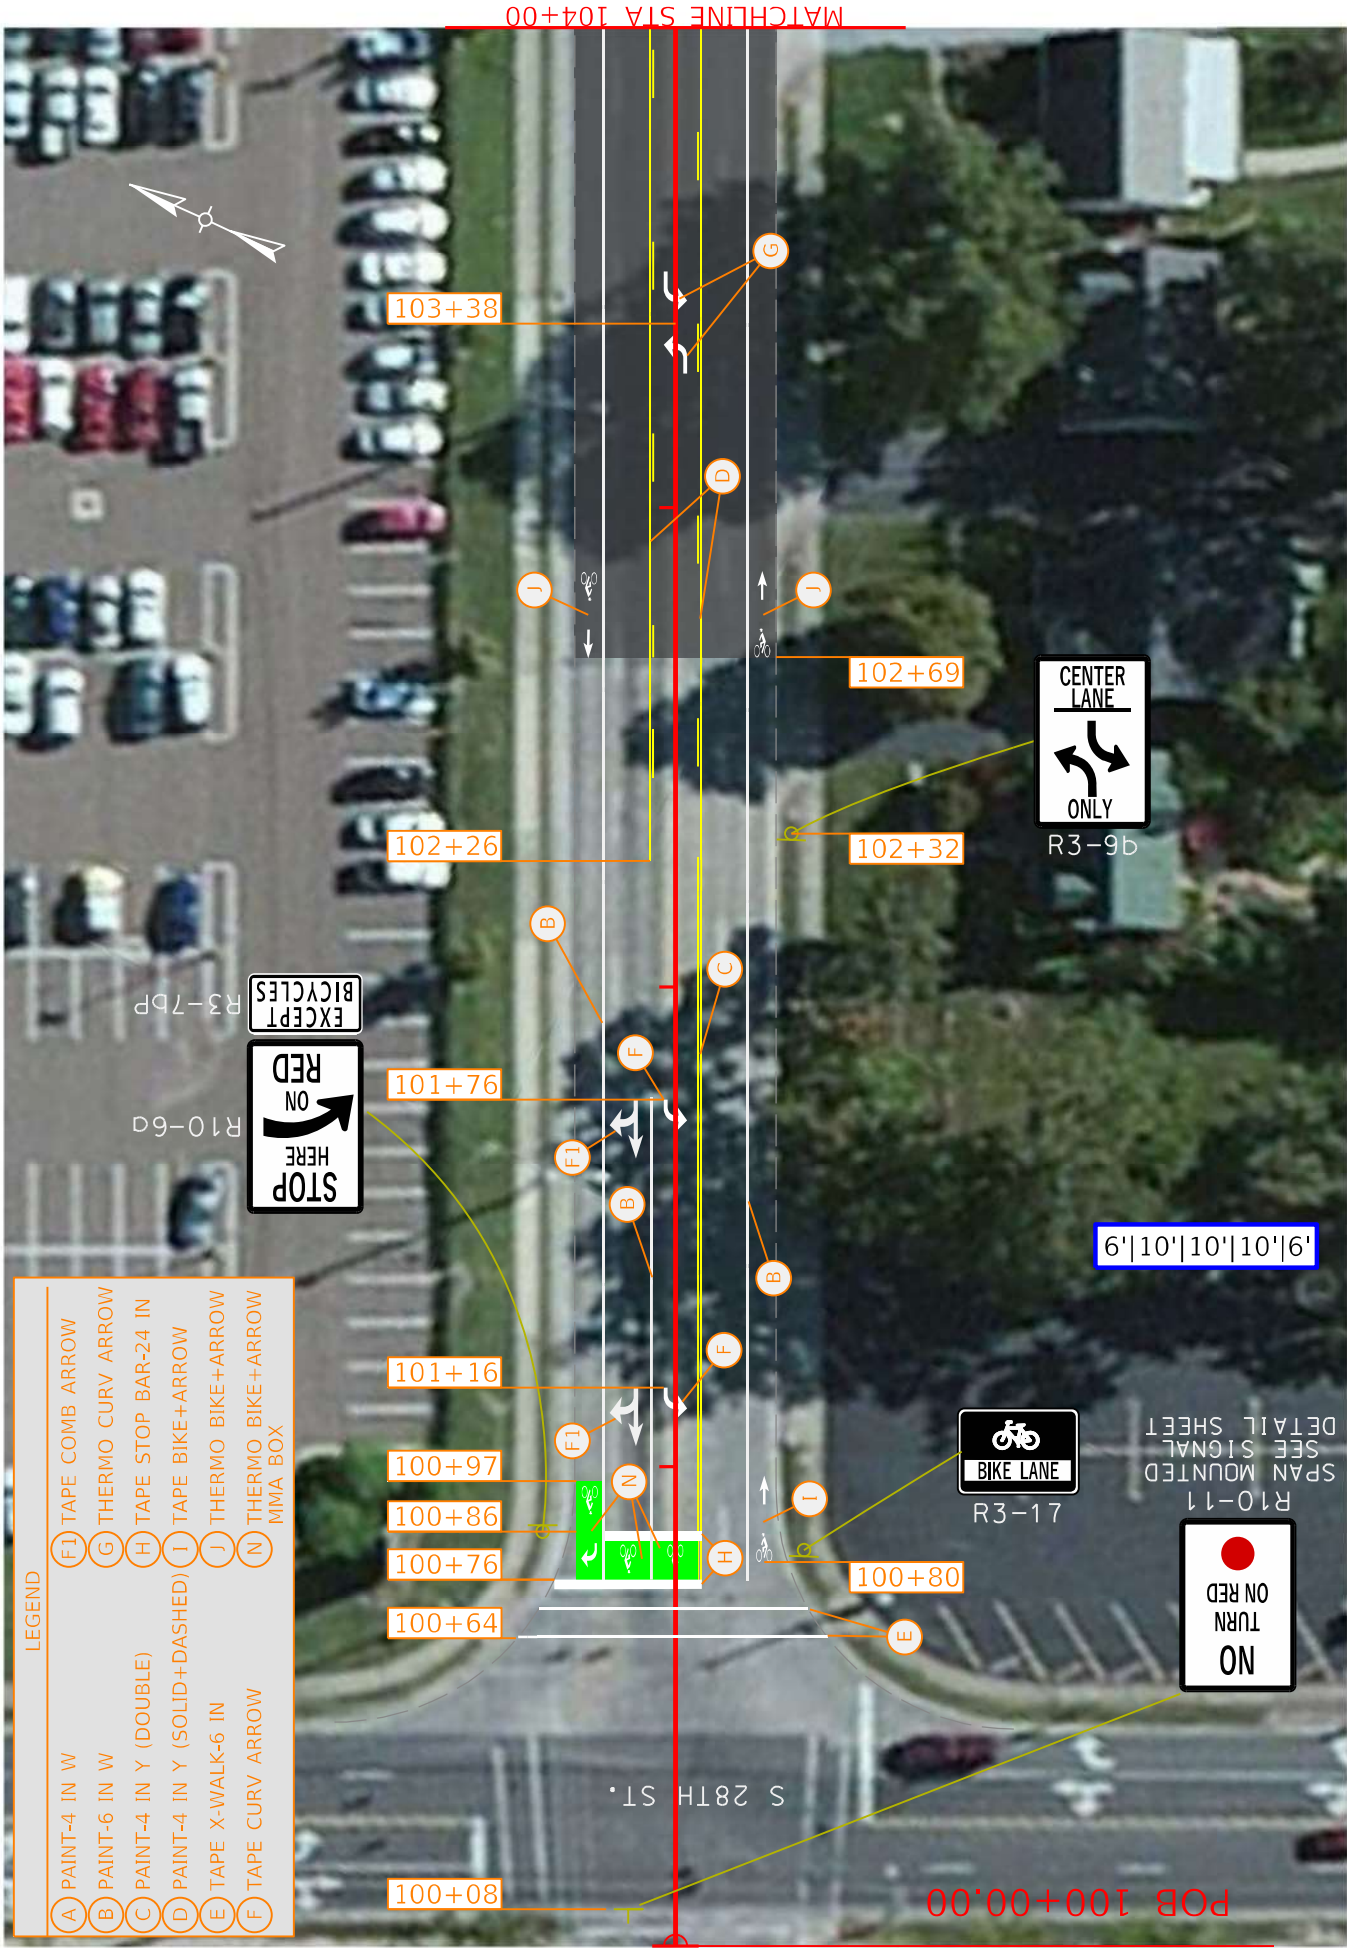 MATCHLINE STA 104+00
103+38
G
D
J
J
102+69
CENTER
LANE
ONLY
R3-9b
102+26
102+32
B
C
F
R3-7bP
EXCEPT
BICYCLES
101+76
R10-6a
STOP
HERE
ON
RED
F1
B
B
6'|10'|10'|10'|6'
101+16
F
F1
100+97
N
100+86
I
100+76
H
100+80
100+64
E
BIKE LANE
R3-17
R10-11
SPAN MOUNTED
SEE SIGNAL
DETAIL SHEET
NO
TURN
ON RED
S 28TH ST.
100+08
POB 100+00.00
LEGEND
A PAINT-4 IN W
B PAINT-6 IN W
C PAINT-4 IN Y (DOUBLE)
D PAINT-4 IN Y (SOLID+DASHED)
E TAPE X-WALK-6 IN
F TAPE CURV ARROW
F1 TAPE COMB ARROW
G THERMO CURV ARROW
H TAPE STOP BAR-24 IN
I TAPE BIKE+ARROW
J THERMO BIKE+ARROW
N THERMO BIKE+ARROW
MMA BOX